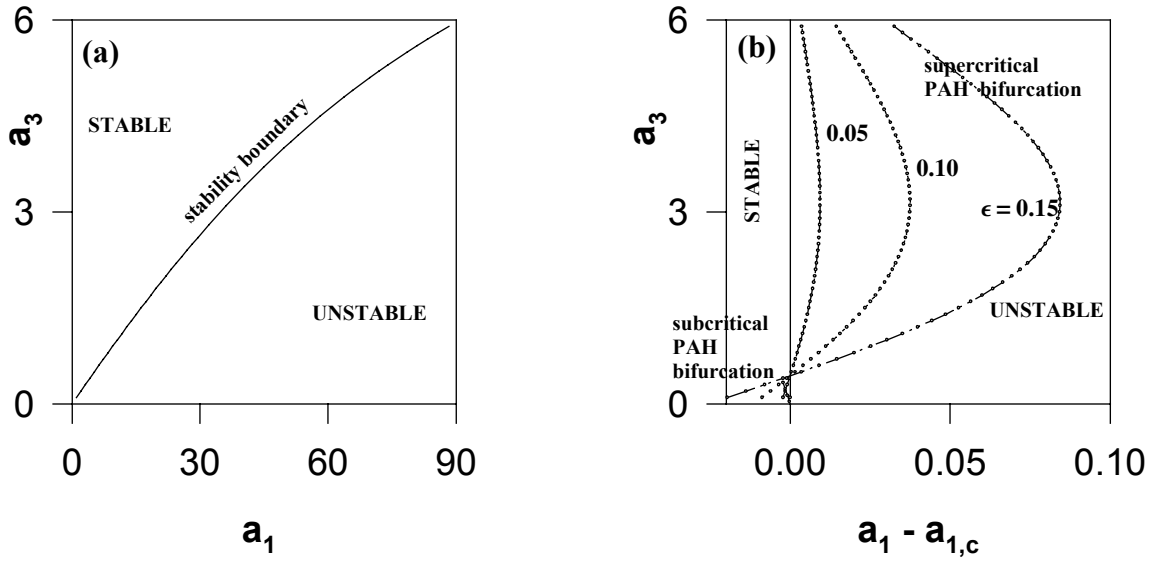 (a)
6
3
0
a3
STABLE
stability boundary
UNSTABLE
0 30 60 90
a1
(b)
6
3
0
a3
supercritical
PAH bifurcation
0.05
0.10
ϵ = 0.15
STABLE
UNSTABLE
subcritical
PAH
bifurcation
0.00 0.05 0.10
a1 - a1,c